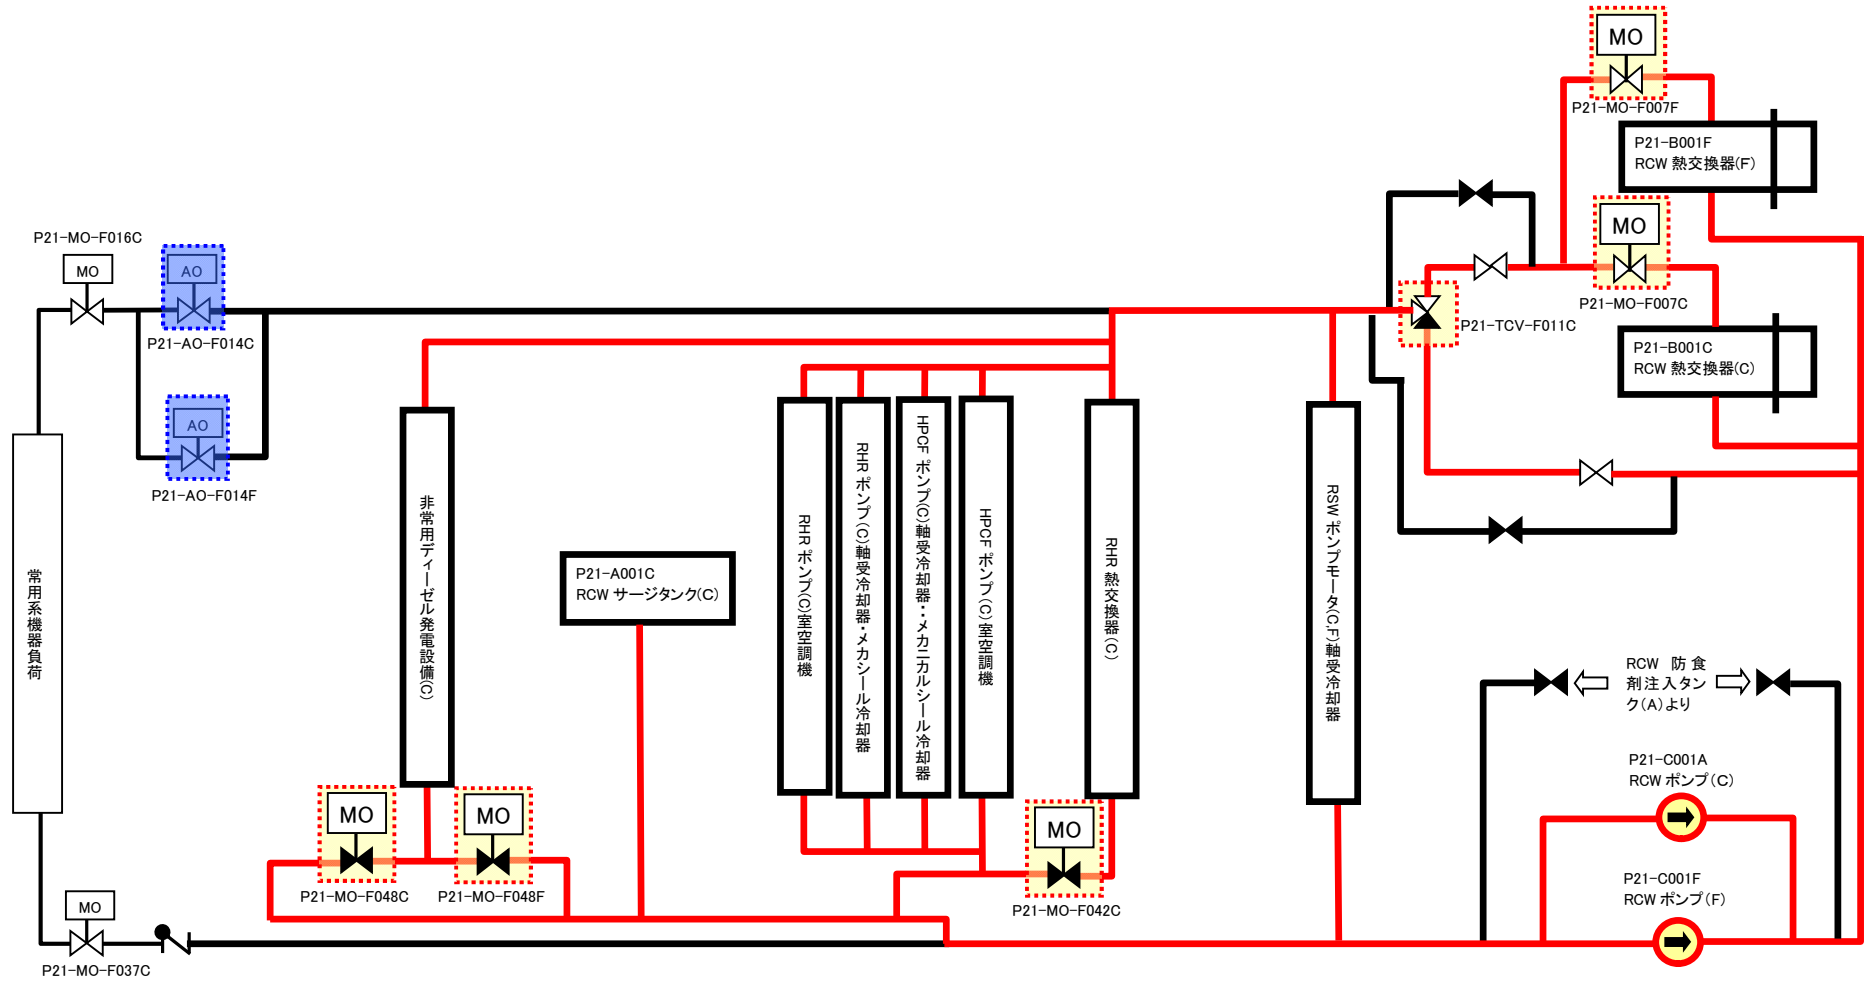 MO
P21-MO-F007F
P21-B001F
RCW 熱交換器(F)
MO
P21-MO-F007C
P21-TCV-F011C
P21-B001C
RCW 熱交換器(C)
P21-MO-F016C
MO
AO
P21-AO-F014C
AO
P21-AO-F014F
常用系機器負荷
非常用ディーゼル発電設備(C)
P21-A001C
RCW サージタンク(C)
RHR ポンプ(C)室空調機
RHR ポンプ(C)軸受冷却器・メカシール冷却器
HPCF ポンプ(C)軸受冷却器・・メカニカルシール冷却器
HPCF ポンプ(C)室空調機
RHR 熱交換器(C)
RSW ポンプモータ(C,F)軸受冷却器
RCW 防食
剤注入タン
ク(A)より
P21-C001A
RCW ポンプ(C)
P21-C001F
RCW ポンプ(F)
MO
P21-MO-F048C
MO
P21-MO-F048F
MO
P21-MO-F042C
MO
P21-MO-F037C